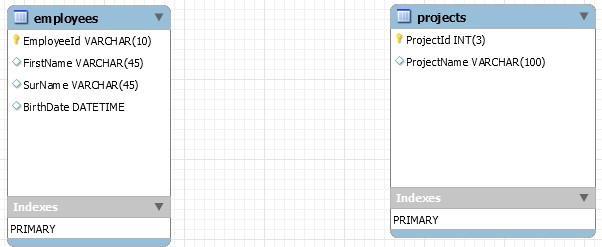 employees
EmployeeId VARCHAR(10)
FirstName VARCHAR(45)
SurName VARCHAR(45)
BirthDate DATETIME
Indexes
PRIMARY
projects
ProjectId INT(3)
ProjectName VARCHAR(100)
Indexes
PRIMARY